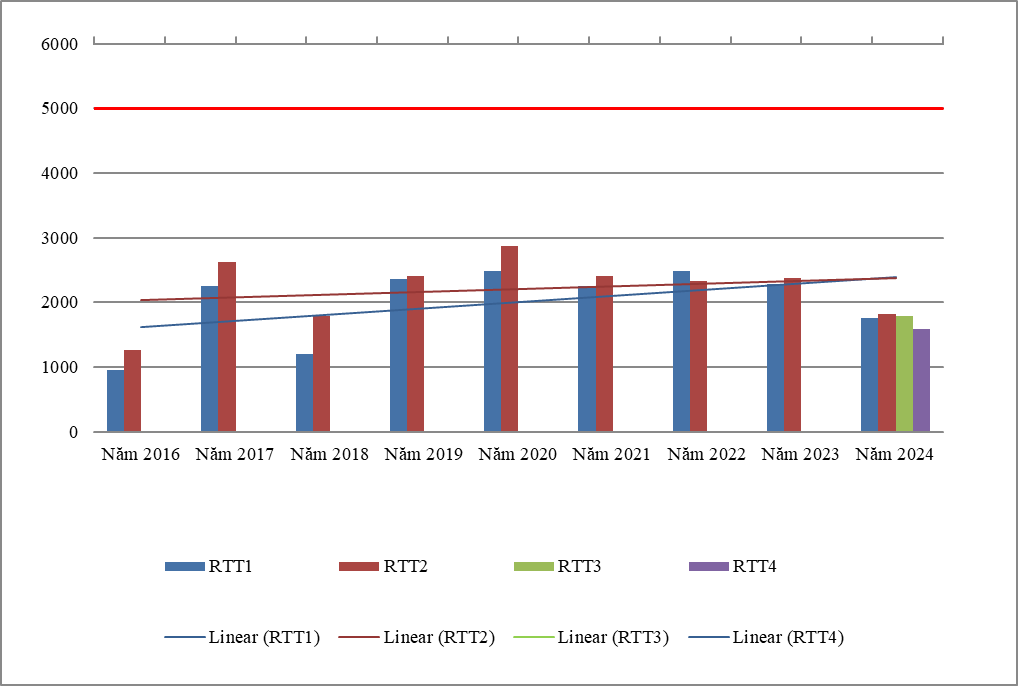 6000
5000
4000
3000
2000
1000
0
Năm 2016 Năm 2017 Năm 2018 Năm 2019 Năm 2020 Năm 2021 Năm 2022 Năm 2023 Năm 2024
RTT1 RTT2 RTT3 RTT4
Linear (RTT1) Linear (RTT2) Linear (RTT3) Linear (RTT4)